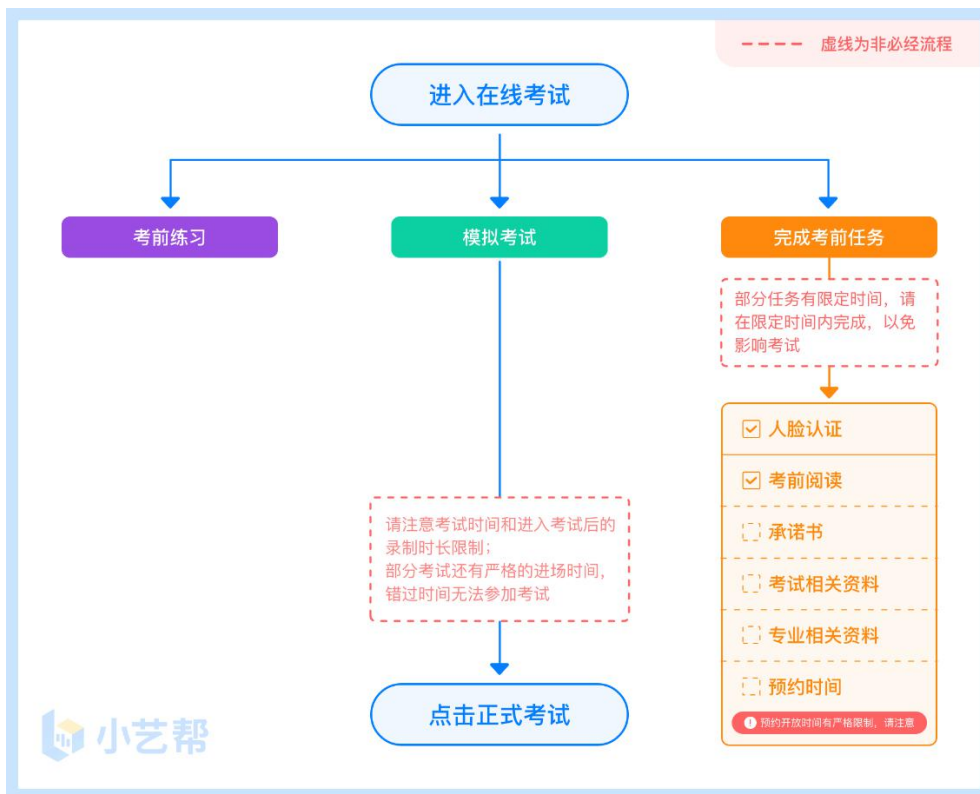 虚线为非必经流程
进入在线考试
考前练习
模拟考试
完成考前任务
部分任务有限定时间，请
在限定时间内完成，以免
影响考试
人脸认证
考前阅读
承诺书
考试相关资料
专业相关资料
预约时间
预约开放时间有严格限制，请注意
请注意考试时间和进入考试后的
录制时长限制；
部分考试还有严格的进场时间，
错过时间无法参加考试
点击正式考试
小艺帮